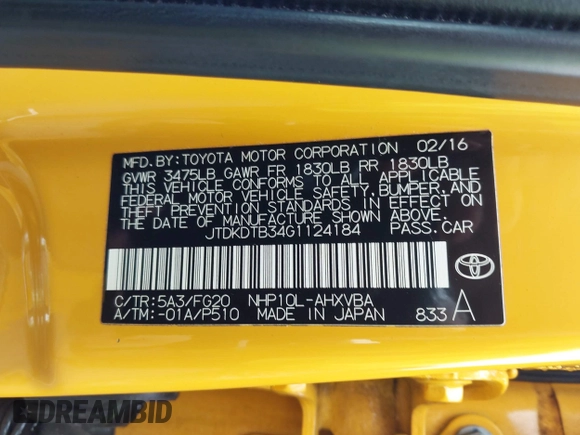 MFD.BY:TOYOTA MOTOR CORPORATION 02/16
GVWR 3475LB GAWR FR 1830LB RR 1830LB
THIS VEHICLE CONFORMS TO ALL APPLICABLE
FEDERAL MOTOR VEHICLE SAFETY, BUMPER, AND
THEFT PREVENTION STANDARDS IN EFFECT ON
THE DATE OF MANUFACTURE SHOWN ABOVE.
JTDKDTB34G1124184 PASS.CAR
C/TR:5A3/FG20 NHP10L-AHXVBA
A/TM:-01A/P510 MADE IN JAPAN 833 A
DREAMBID